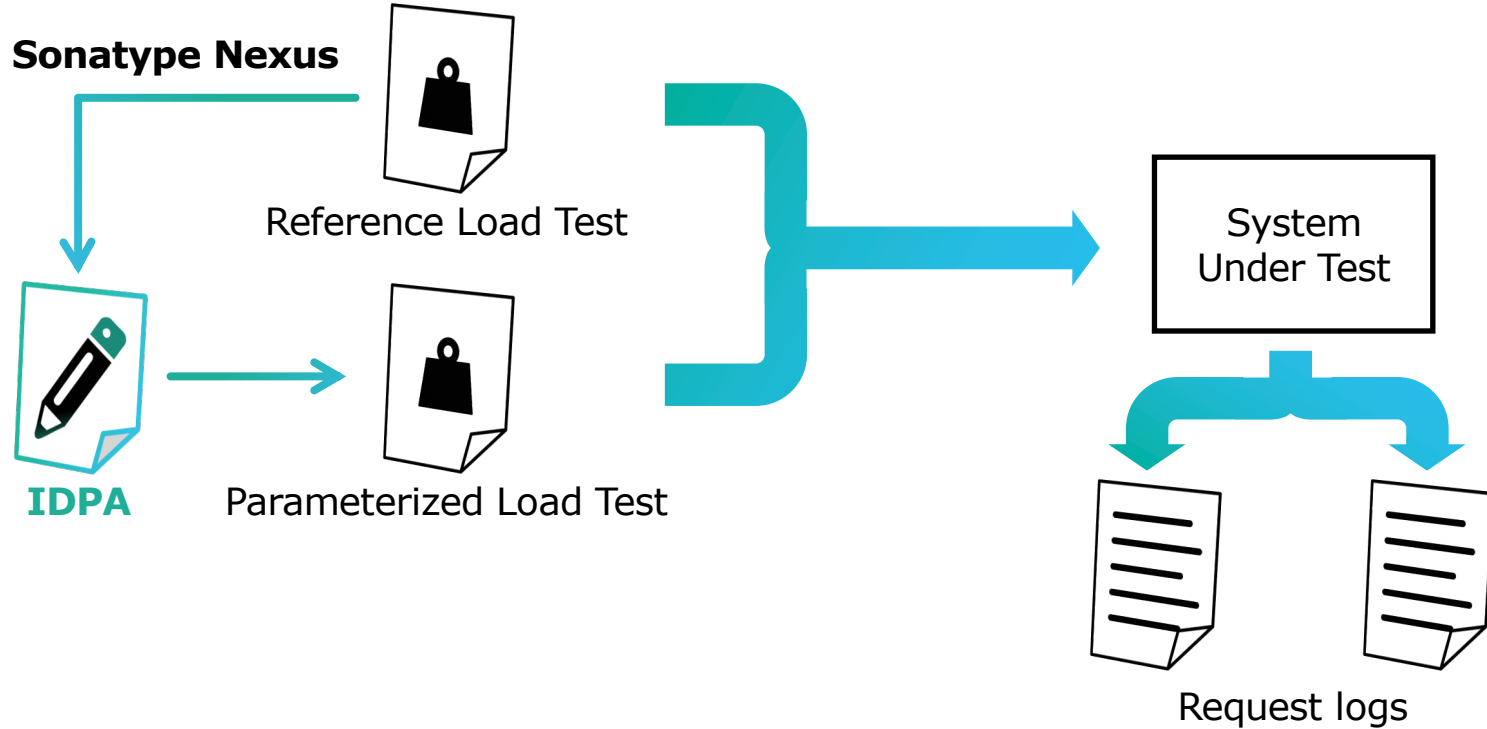 Sonatype Nexus
Reference Load Test
System
Under Test
IDPA
Parameterized Load Test
Request logs